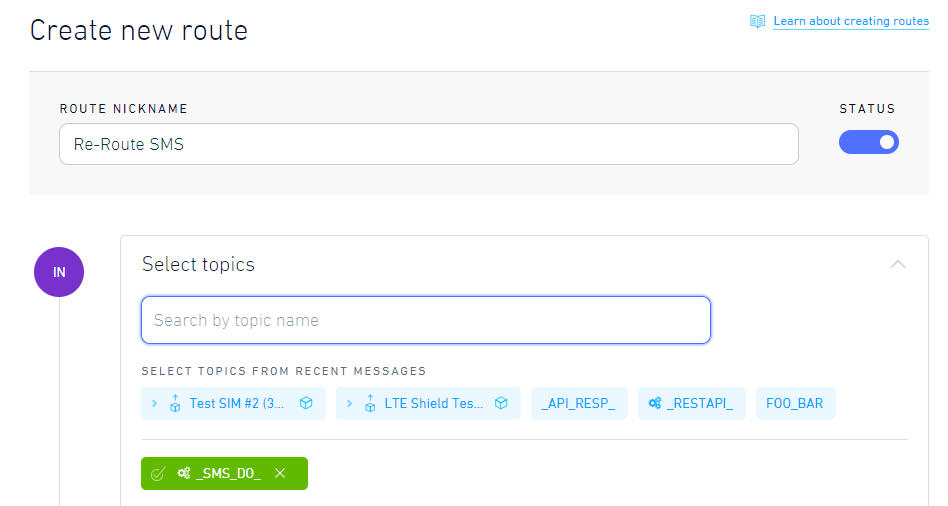 Create new route
Learn about creating routes
ROUTE NICKNAME
STATUS
Re-Route SMS
IN
Select topics
Search by topic name
SELECT TOPICS FROM RECENT MESSAGES
Test SIM #2 (3... LTE Shield Tes... _API_RESP_ _RESTAPI_ FOO_BAR
_SMS_DO_